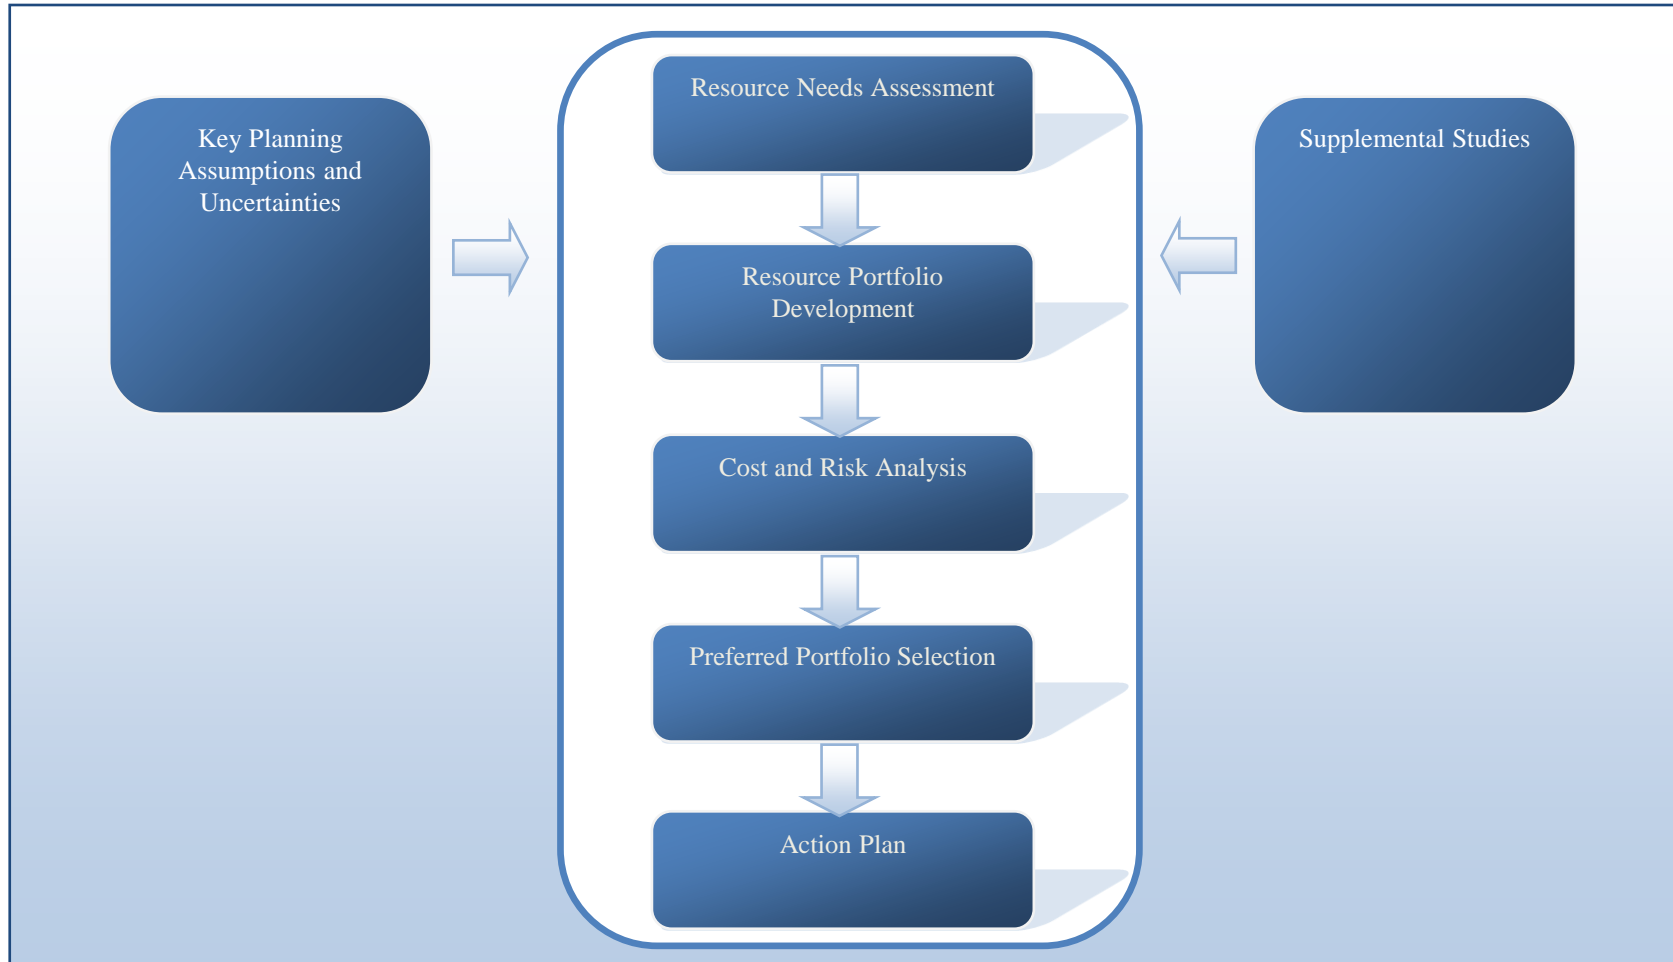 Key Planning
Assumptions and
Uncertainties
Resource Needs Assessment
Resource Portfolio
Development
Cost and Risk Analysis
Preferred Portfolio Selection
Action Plan
Supplemental Studies